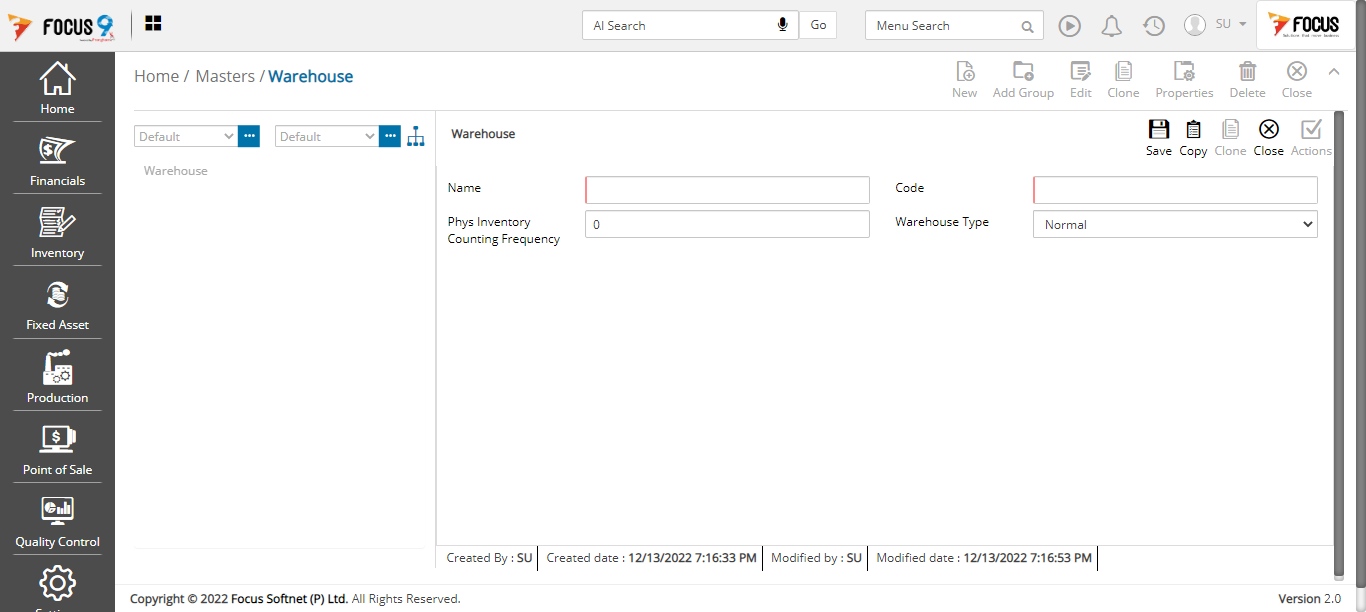 FOCUS 9
AI Search
Go
Menu Search
SU
FOCUS
Home
Financials
Inventory
Fixed Asset
Production
Point of Sale
Quality Control
Home / Masters / Warehouse
New
Add Group
Edit
Clone
Properties
Delete
Close
Default
Default
Warehouse
Warehouse
Save
Copy
Clone
Close
Actions
Name
Code
Phys Inventory
Counting Frequency
0
Warehouse Type
Normal
Created By : SU
Created date : 12/13/2022 7:16:33 PM
Modified by : SU
Modified date : 12/13/2022 7:16:53 PM
Copyright © 2022 Focus Softnet (P) Ltd. All Rights Reserved.
Version 2.0